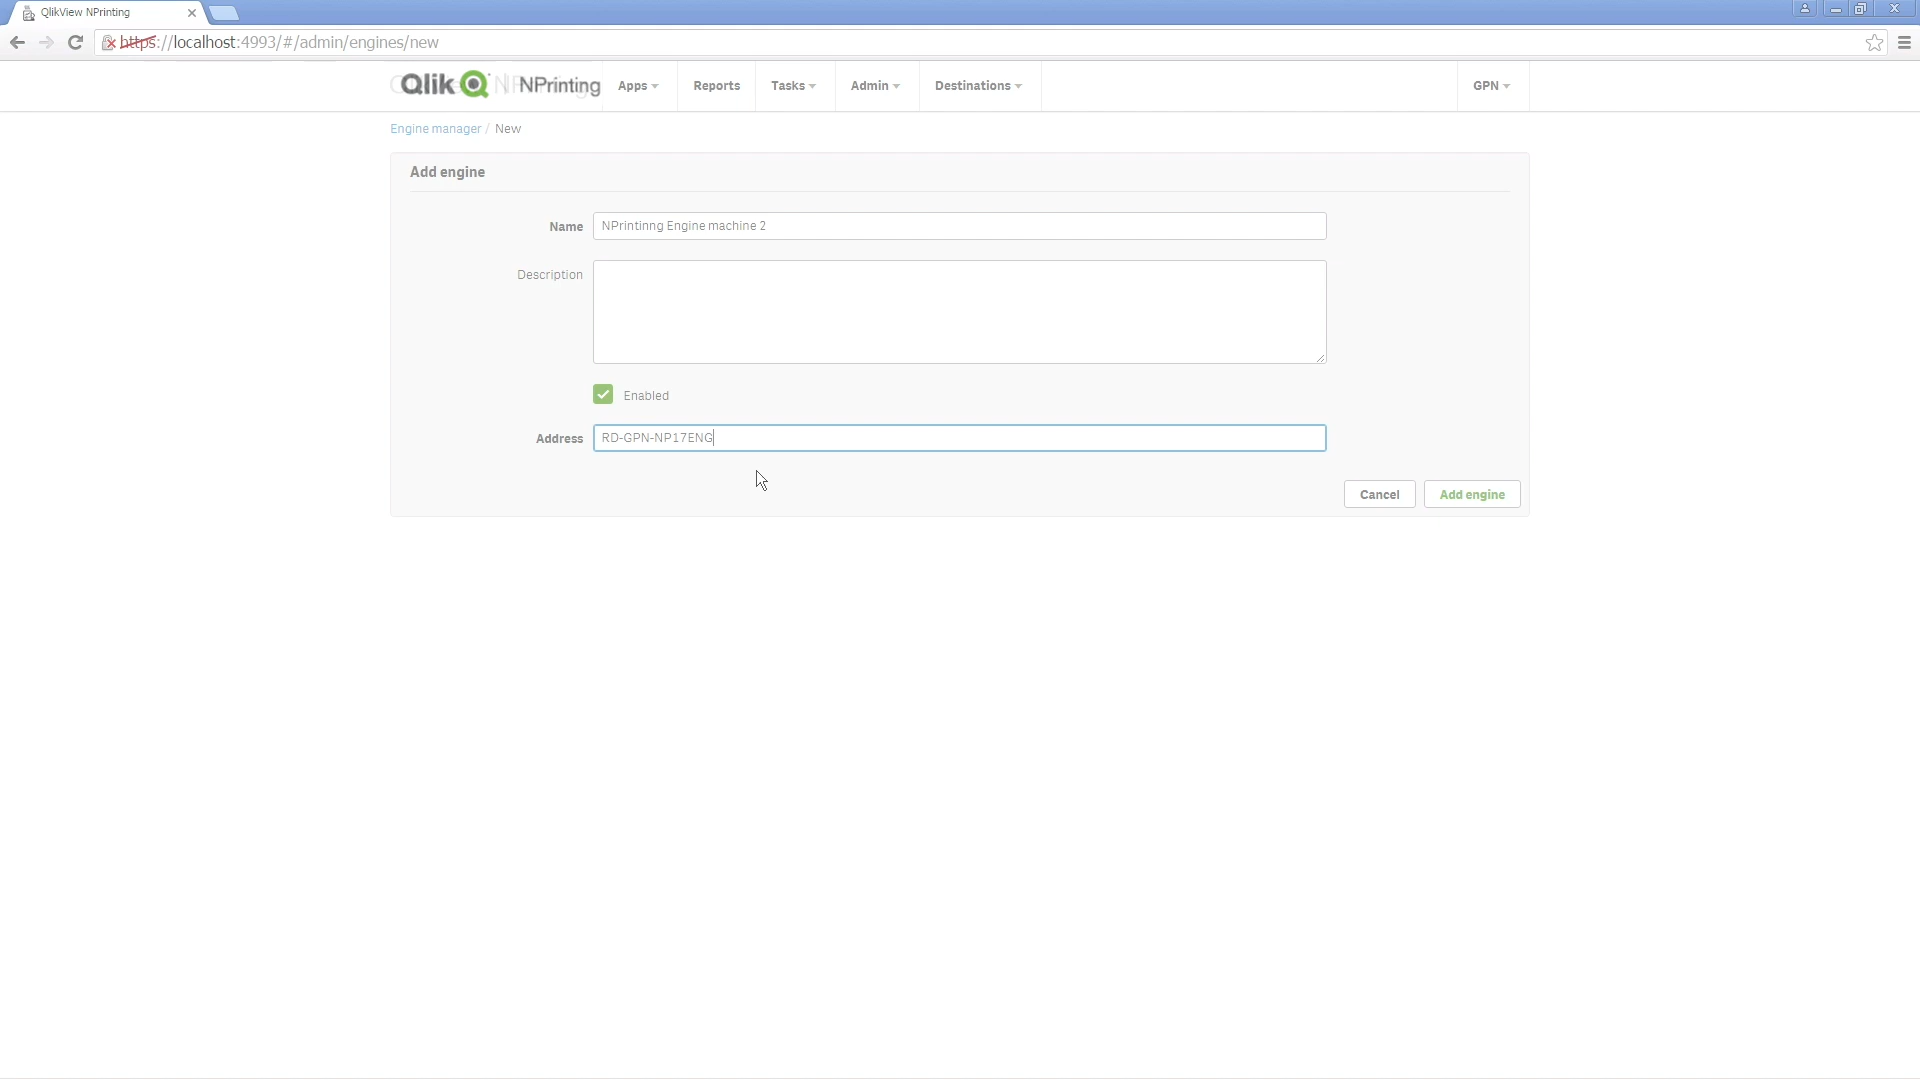 QlikView NPrinting
https://localhost:4993/#/admin/engines/new
Qlik NPrinting Apps Reports Tasks Admin Destinations GPN
Engine manager / New
Add engine
Name NPrintinng Engine machine 2
Description
Enabled
Address RD-GPN-NP17ENG
Cancel Add engine